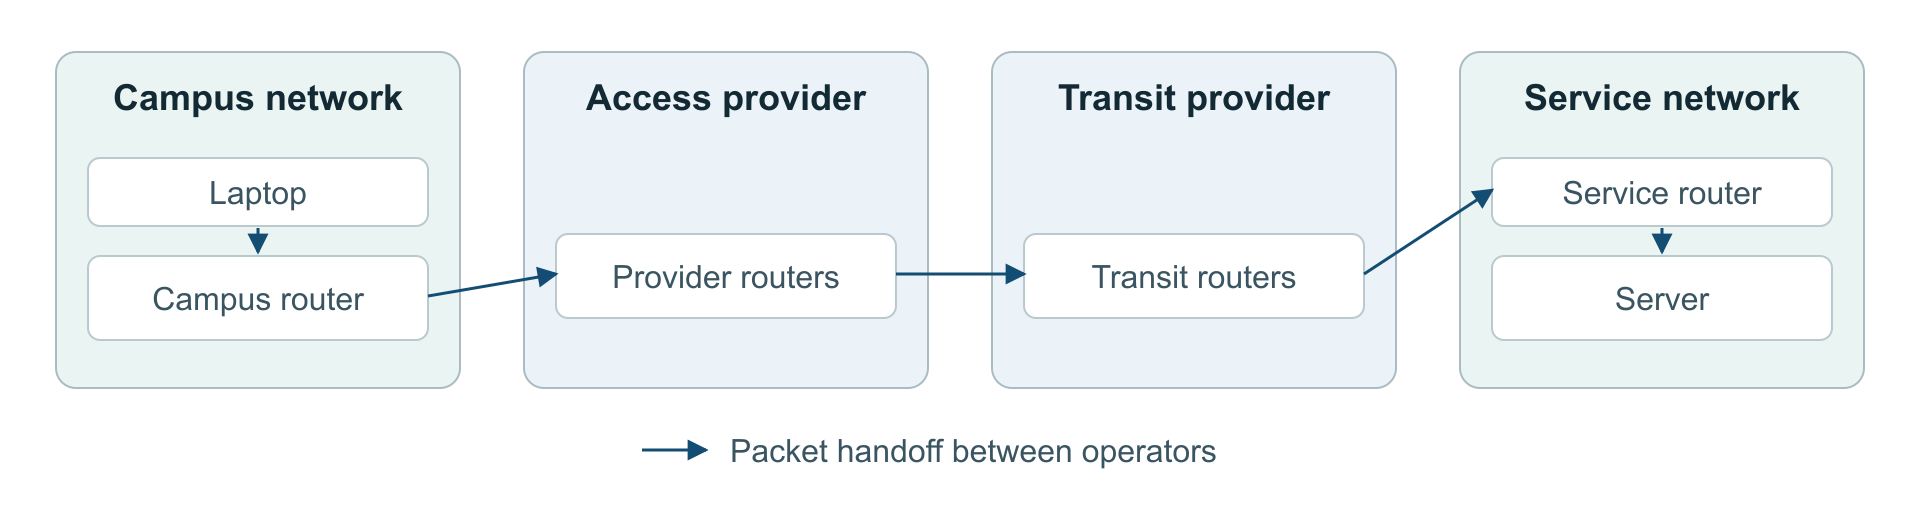 Campus network
Laptop
Campus router
Access provider
Provider routers
Transit provider
Transit routers
Service network
Service router
Server
Packet handoff between operators